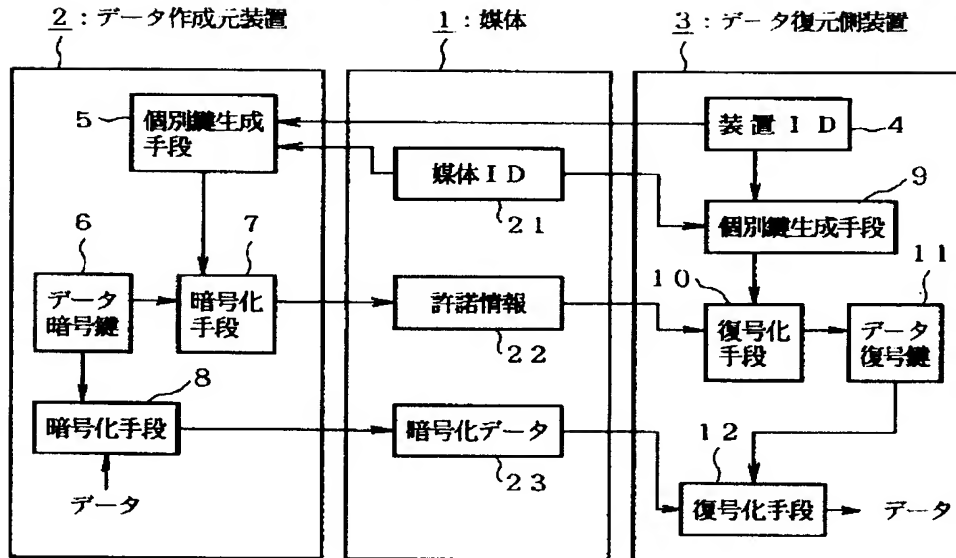 2：データ作成元装置
1：媒体
3：データ復元側装置
5
個別鍵生成
手段
装置ID
4
媒体ID
21
9
個別鍵生成手段
6
7
10
11
データ
暗号鍵
暗号化
手段
許諾情報
22
復号化
手段
データ
復号鍵
8
暗号化手段
暗号化データ
23
12
復号化手段
データ
データ